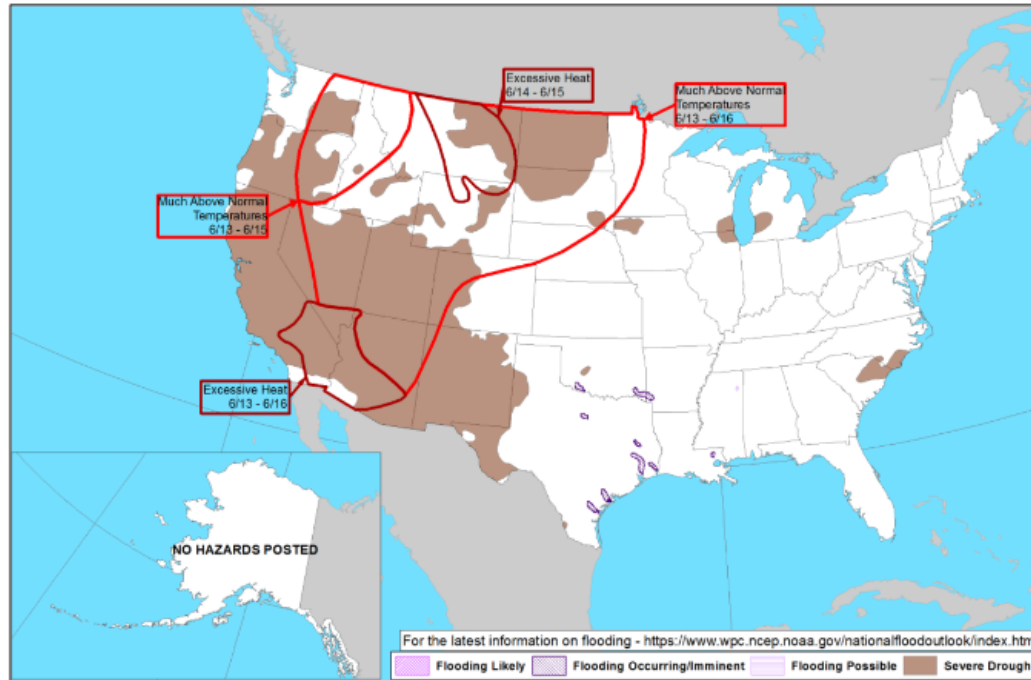 Excessive Heat
6/14 - 6/15
Much Above Normal
Temperatures
6/13 - 6/16
Much Above Normal
Temperatures
6/13 - 6/15
Excessive Heat
6/13 - 6/16
NO HAZARDS POSTED
For the latest information on flooding - https://www.wpc.ncep.noaa.gov/nationalfloodoutlook/index.htm
Flooding Likely Flooding Occurring/Imminent Flooding Possible Severe Drough